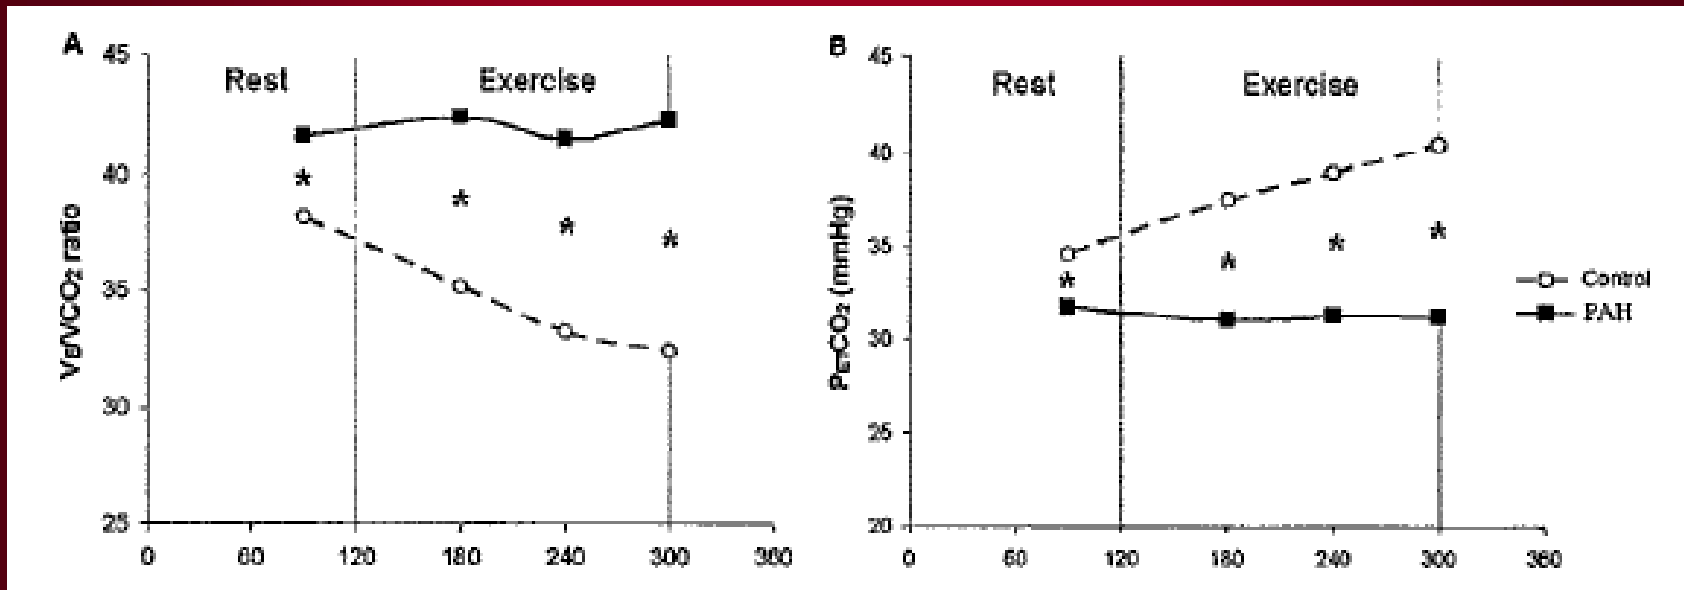 A
45
Rest
Exercise
40
35
30
25
VE/VCO2 ratio
0 60 120 180 240 300 360
B
45
Rest
Exercise
40
35
30
25
20
PETCO2 (mmHg)
0 60 120 180 240 300 360
Control
PAH